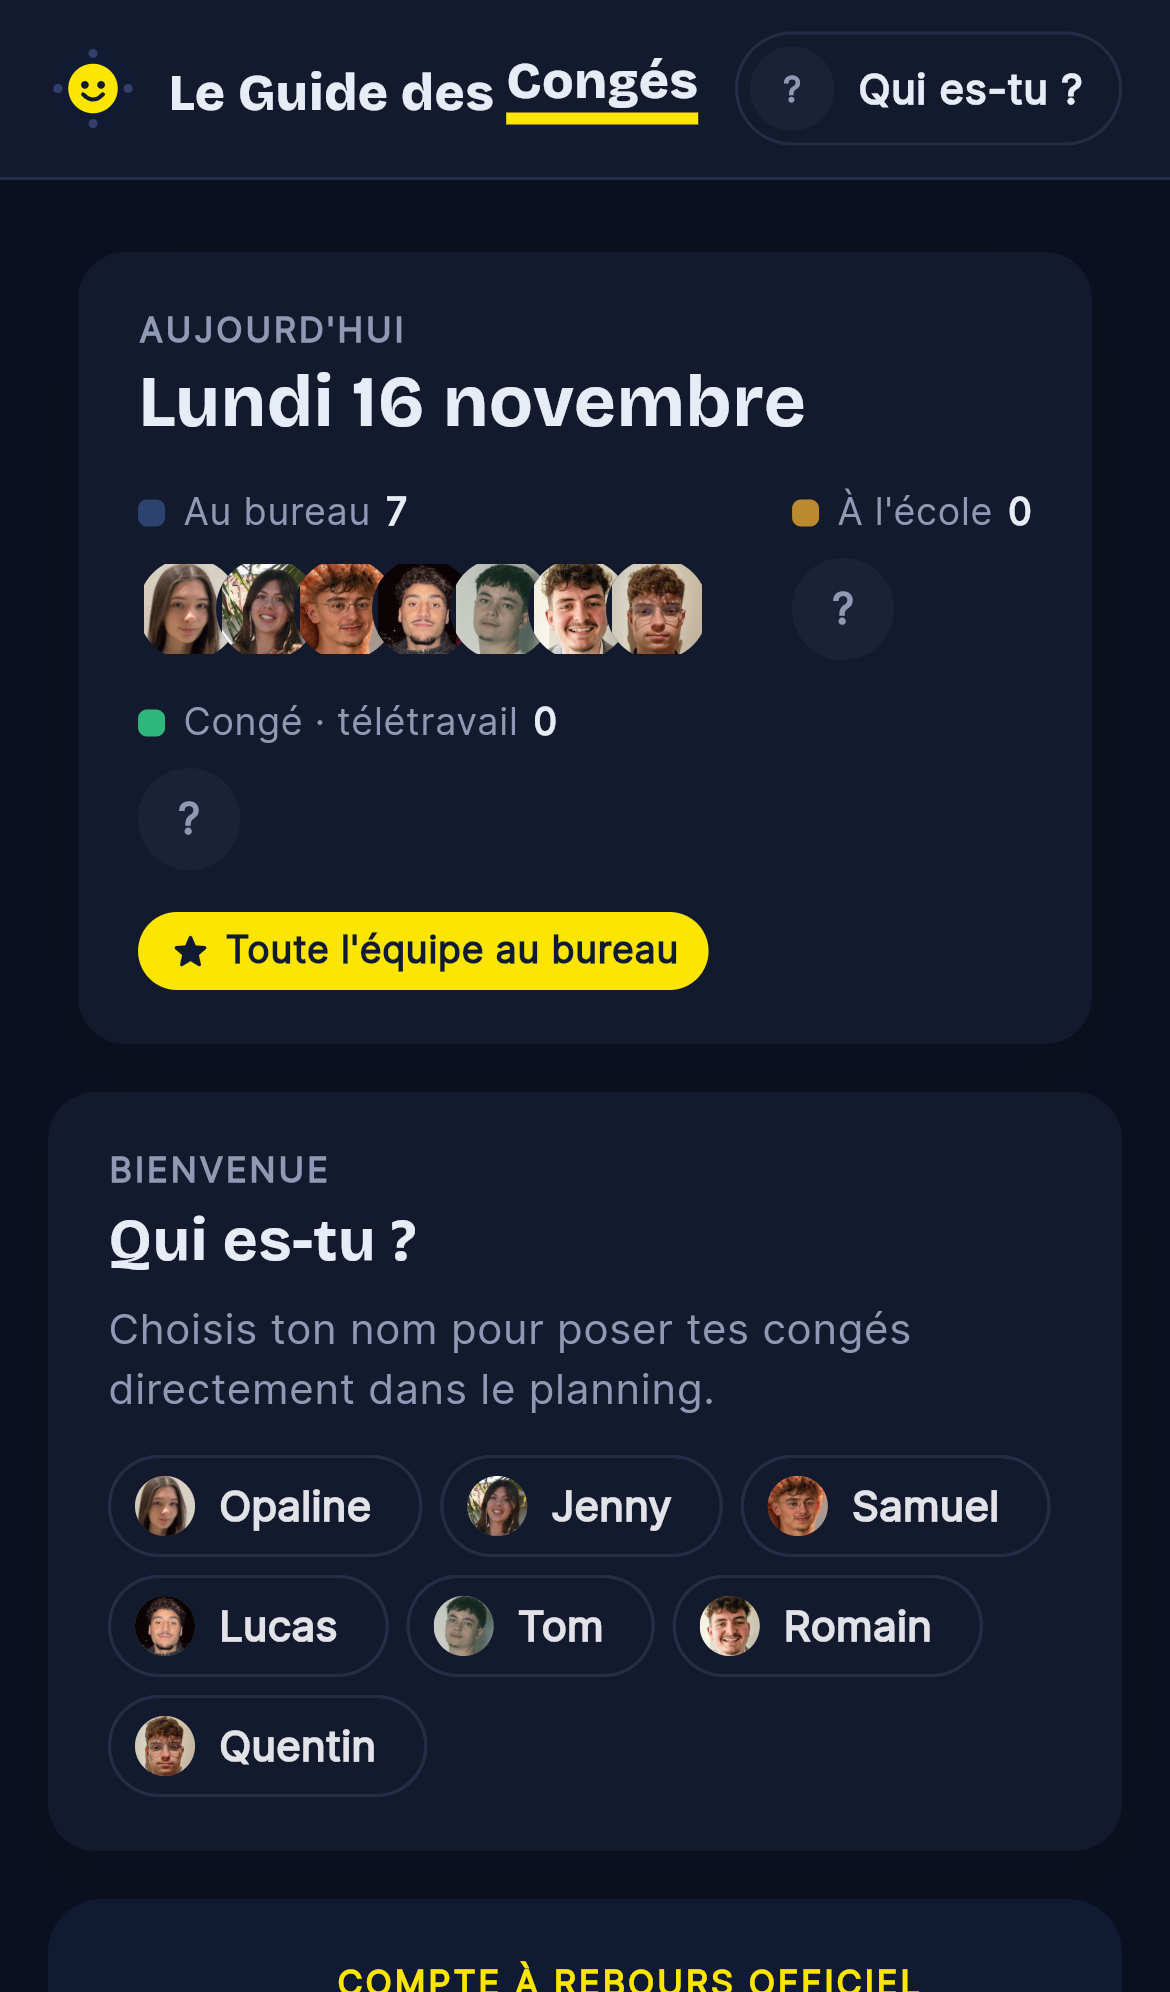 Le Guide des Congés
? Qui es-tu ?
AUJOURD'HUI
Lundi 16 novembre
Au bureau 7
À l'école 0
?
Congé · télétravail 0
?
Toute l'équipe au bureau
BIENVENUE
Qui es-tu ?
Choisis ton nom pour poser tes congés
directement dans le planning.
Opaline Jenny Samuel
Lucas Tom Romain
Quentin
COMPTE À REBOURS OFFICIEL